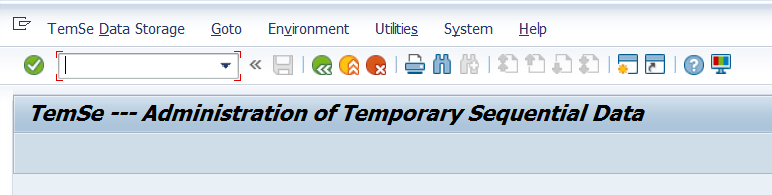 TemSe Data Storage Goto Environment Utilities System Help
TemSe --- Administration of Temporary Sequential Data